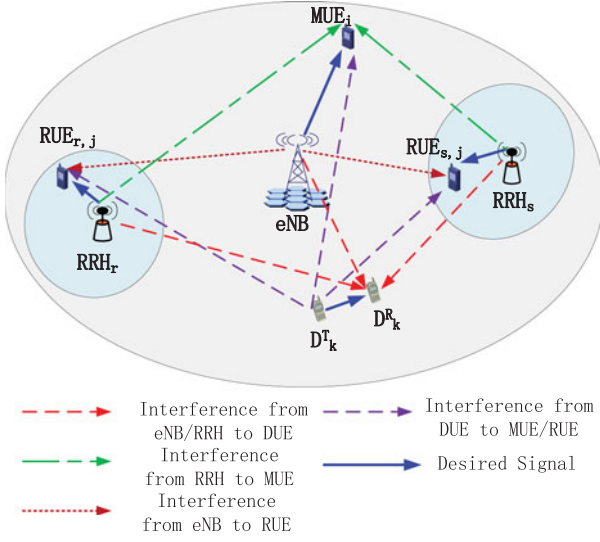 MUE_i
RUE_r,j
RUE_s,j
eNB
RRH_s
RRH_r
D^T_k
D^R_k
Interference from
eNB/RRH to DUE
Interference from
DUE to MUE/RUE
Interference
from RRH to MUE
Desired Signal
Interference
from eNB to RUE